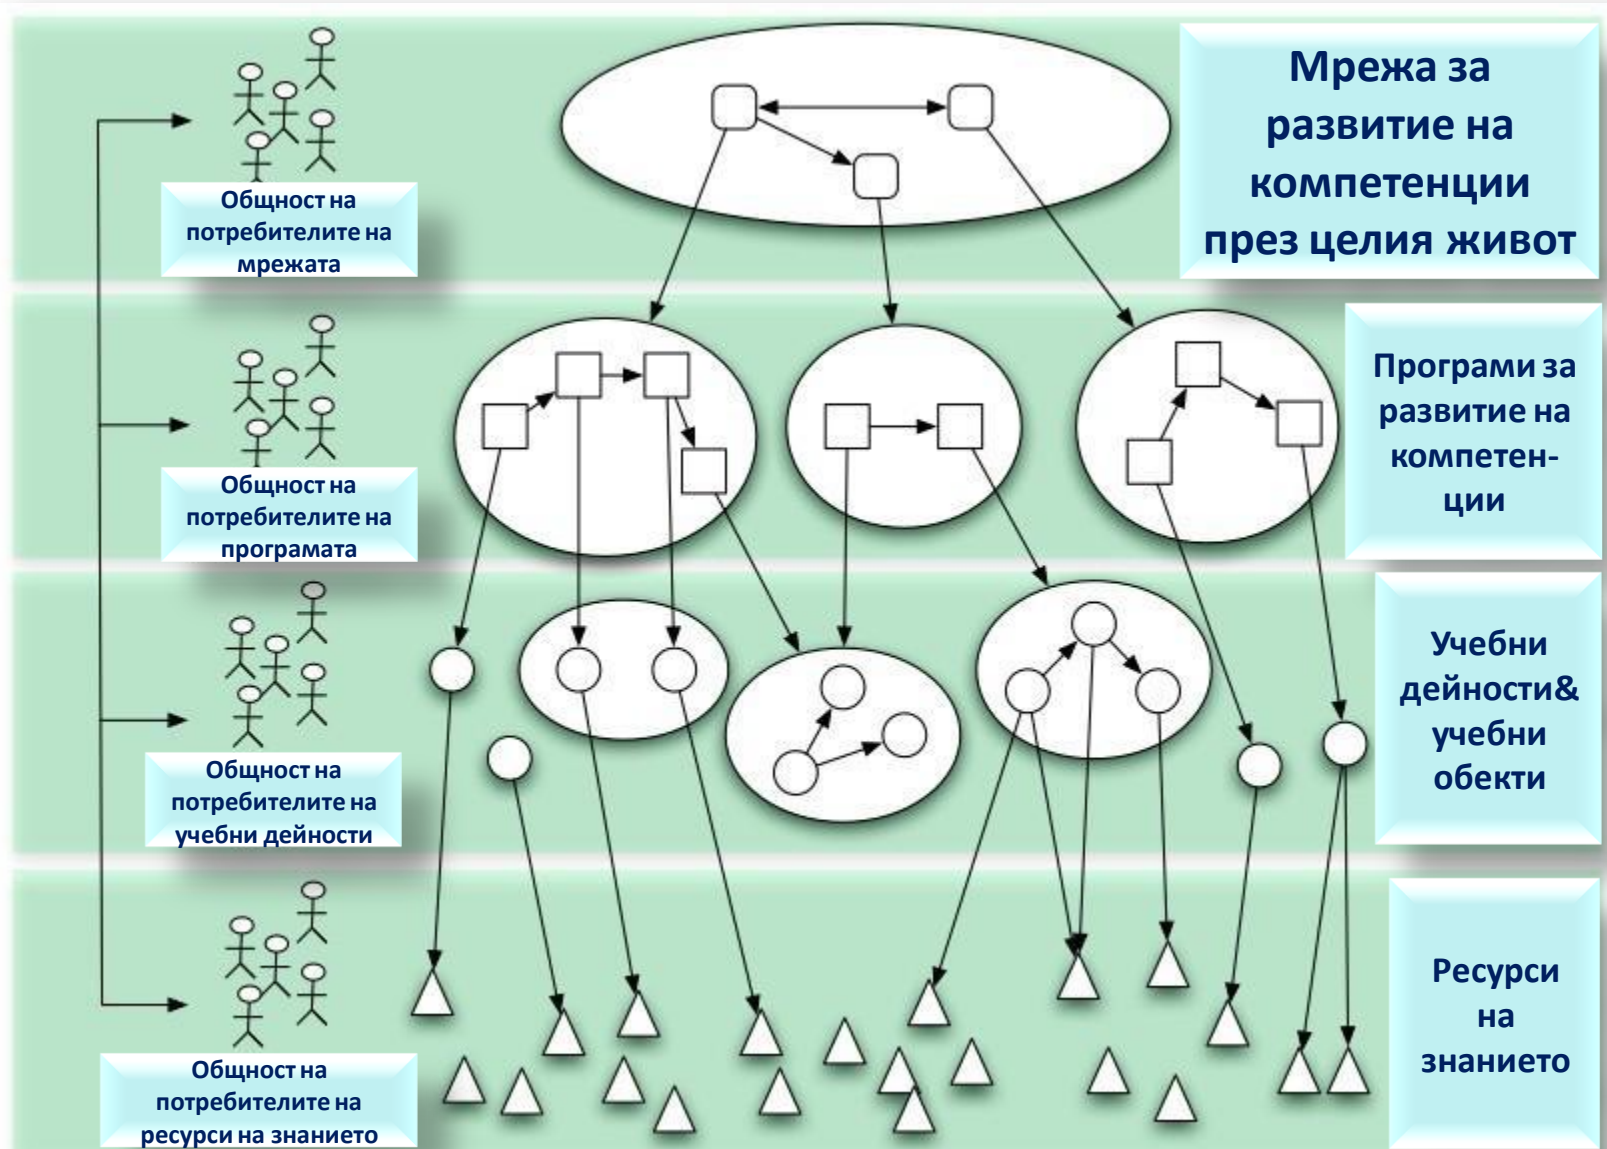 Мрежа за
развитие на
компетенции
през целия живот
Общност на
потребителите на
мрежата
Програми за
развитие на
компетен-
ции
Общност на
потребителите на
програмата
Учебни
дейности&
учебни
обекти
Общност на
потребителите на
учебни дейности
Ресурси
на
знанието
Общност на
потребителите на
ресурси на знанието